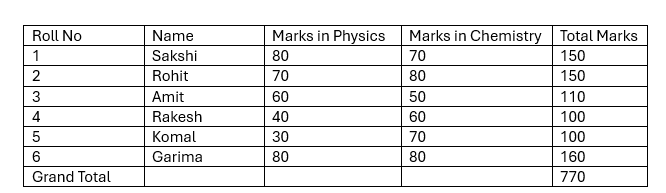 Roll No Name Marks in Physics Marks in Chemistry Total Marks
1 Sakshi 80 70 150
2 Rohit 70 80 150
3 Amit 60 50 110
4 Rakesh 40 60 100
5 Komal 30 70 100
6 Garima 80 80 160
Grand Total 770